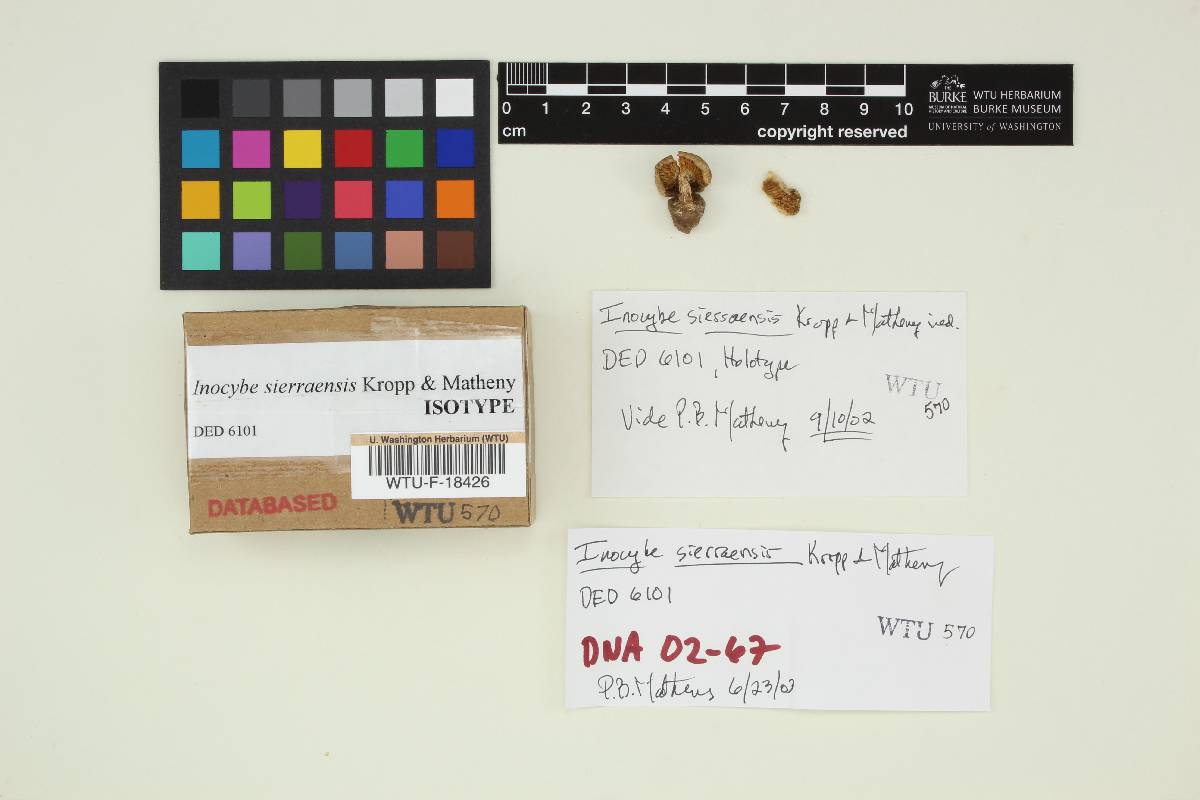 0 1 2 3 4 5 6 7 8 9 10
cm
copyright reserved
THE
BURKE
WTU HERBARIUM
BURKE MUSEUM
UNIVERSITY of WASHINGTON
Inocybe sierraensis Kropp & Matheny
ISOTYPE
DED 6101
U. Washington Herbarium (WTU)
WTU-F-18426
DATABASED
WTU 570
Inocybe sierraensis Kropp & Matheny ined.
DED 6101, Holotype
WTU
570
Vide P.B. Matheny 9/10/02
Inocybe sierraensis Kropp & Matheny
DED 6101
WTU 570
DNA 02-67
P.B. Matheny 6/23/02